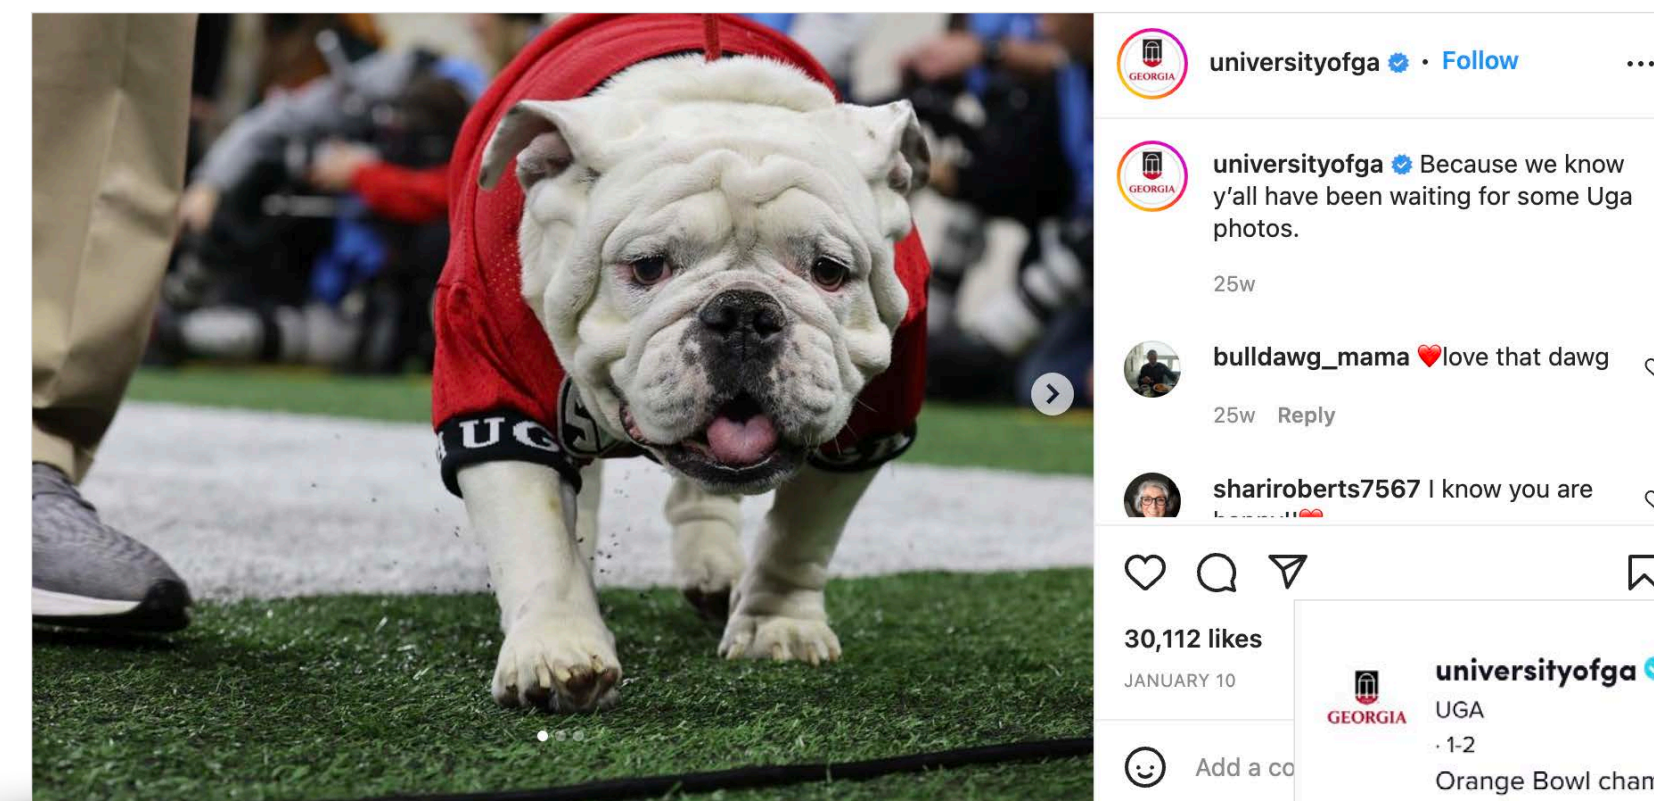 GEORGIA
universityofga • Follow
GEORGIA
universityofga Because we know
y'all have been waiting for some Uga
photos.
25w
bulldawg_mama ❤️love that dawg
25w Reply
shariroberts7567 I know you are
30,112 likes
JANUARY 10
Add a co
UG
GEORGIA
universityofga
UGA
· 1-2
Orange Bowl cham